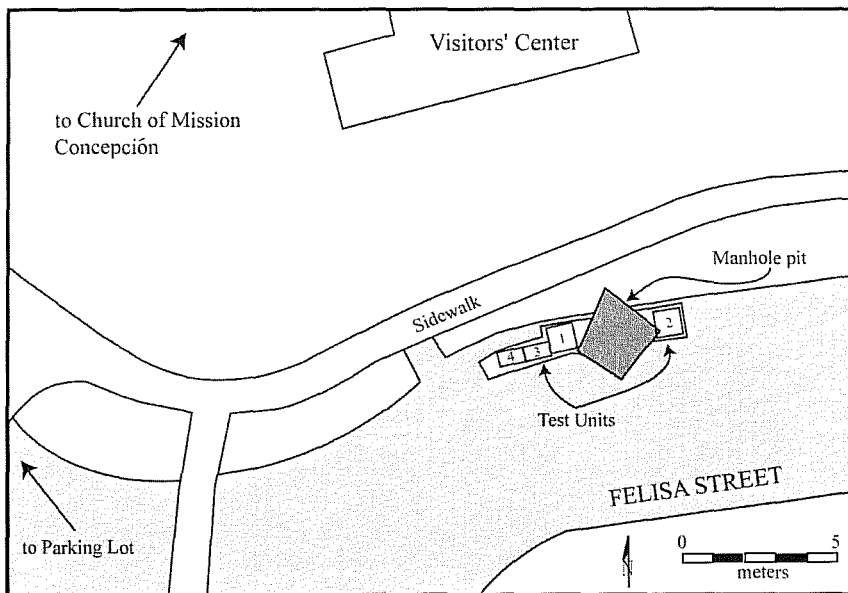 Visitors' Center
to Church of Mission
Concepción
Manhole pit
Sidewalk
2
1
3
4
Test Units
FELISA STREET
to Parking Lot
N
0
5
meters